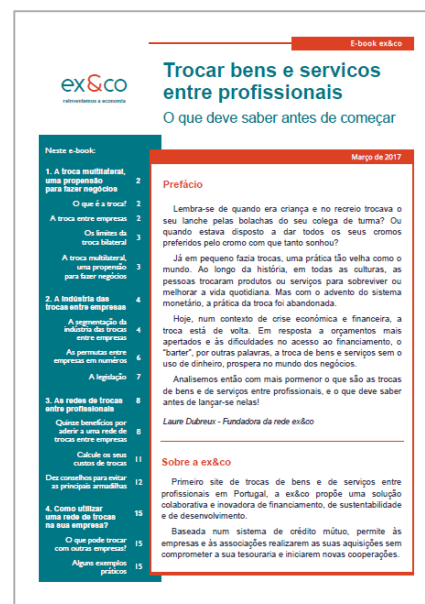 E-book ex&co
ex&co
reinventamos a economia
Trocar bens e servicos
entre profissionais
O que deve saber antes de começar
Neste e-book:
1. A troca multilateral,
uma propensão
para fazer negócios 2
O que é a troca? 2
A troca entre empresas 2
Os limites da
troca bilateral 3
A troca multilateral,
uma propensão
para fazer negócios 3
2. A indústria das
trocas entre empresas 4
A segmentação da
indústria das trocas
entre empresas 4
As permutas entre
empresas em numéros 6
A legislação 7
3. As redes de trocas
entre profissionais 8
Quinze benefícios por
aderir a uma rede de
trocas entre empresas 8
Calcule os seus
custos de trocas 11
Dez conselhos para evitar
as principais armadilhas 12
4. Como utilizar
uma rede de trocas
na sua empresa? 15
O que pode trocar
com outras empresas? 15
Alguns exemplos
práticos 15
Março de 2017
Prefácio
Lembra-se de quando era criança e no recreio trocava o
seu lanche pelas bolachas do seu colega de turma? Ou
quando estava disposto a dar todos os seus cromos
preferidos pelo cromo com que tanto sonhou?
Já em pequeno fazia trocas, uma prática tão velha como o
mundo. Ao longo da história, em todas as culturas, as
pessoas trocaram produtos ou serviços para sobreviver ou
melhorar a vida quotidiana. Mas com o advento do sistema
monetário, a prática da troca foi abandonada.
Hoje, num contexto de crise económica e financeira, a
troca está de volta. Em resposta a orçamentos mais
apertados e às dificuldades no acesso ao financiamento, o
"barter", por outras palavras, a troca de bens e serviços sem o
uso de dinheiro, prospera no mundo dos negócios.
Analisemos então com mais pormenor o que são as trocas
de bens e de serviços entre profissionais, e o que deve saber
antes de lançar-se nelas!
Laure Dubreux - Fundadora da rede ex&co
Sobre a ex&co
Primeiro site de trocas de bens e de serviços entre
profissionais em Portugal, a ex&co propõe uma solução
colaborativa e inovadora de financiamento, de sustentabilidade
e de desenvolvimento.
Baseada num sistema de crédito mútuo, permite às
empresas e às associações realizarem as suas aquisições sem
comprometer a sua tesouraria e iniciarem novas cooperações.